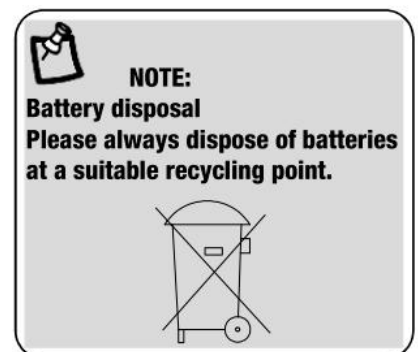 NOTE:
Battery disposal
Please always dispose of batteries
at a suitable recycling point.